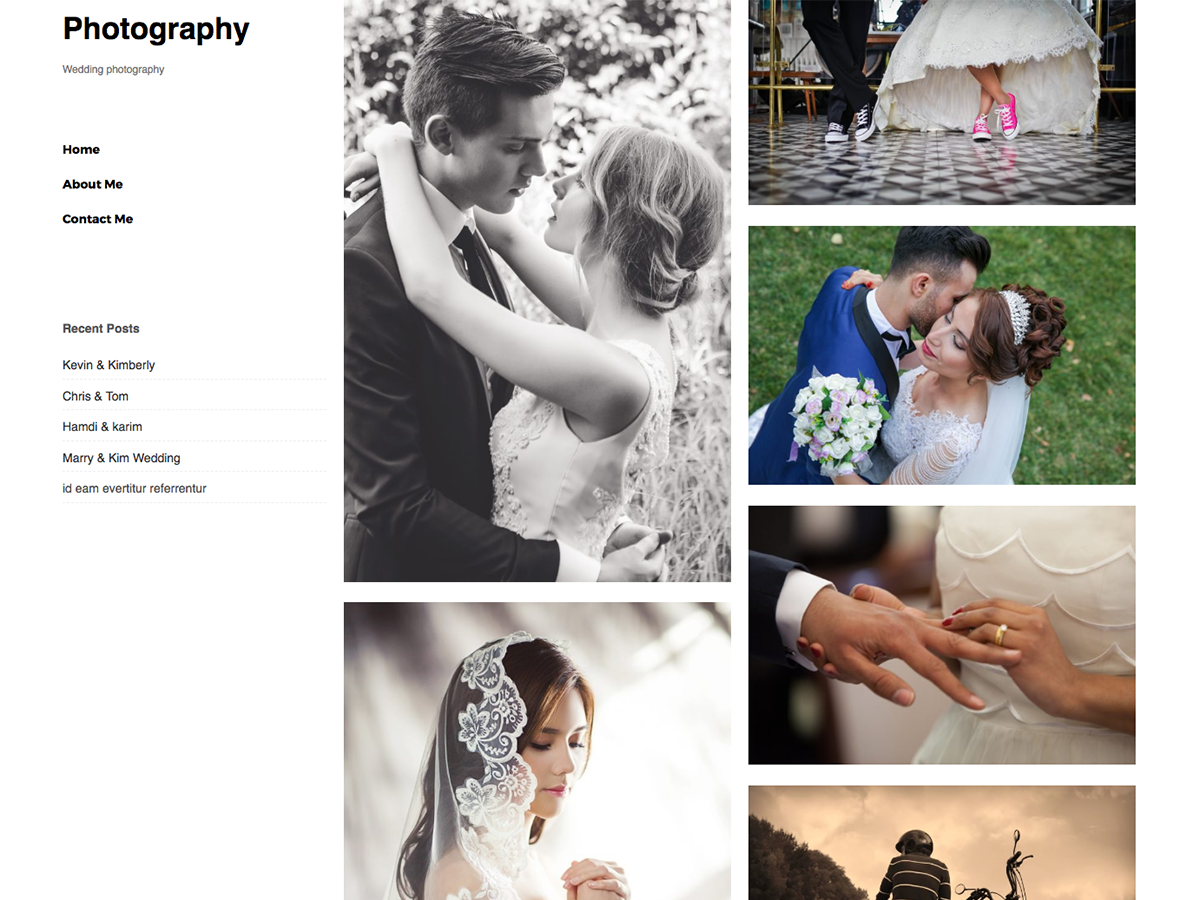 Photography
Wedding photography
Home
About Me
Contact Me
Recent Posts
Kevin & Kimberly
Chris & Tom
Hamdi & karim
Marry & Kim Wedding
id eam evertitur referrentur